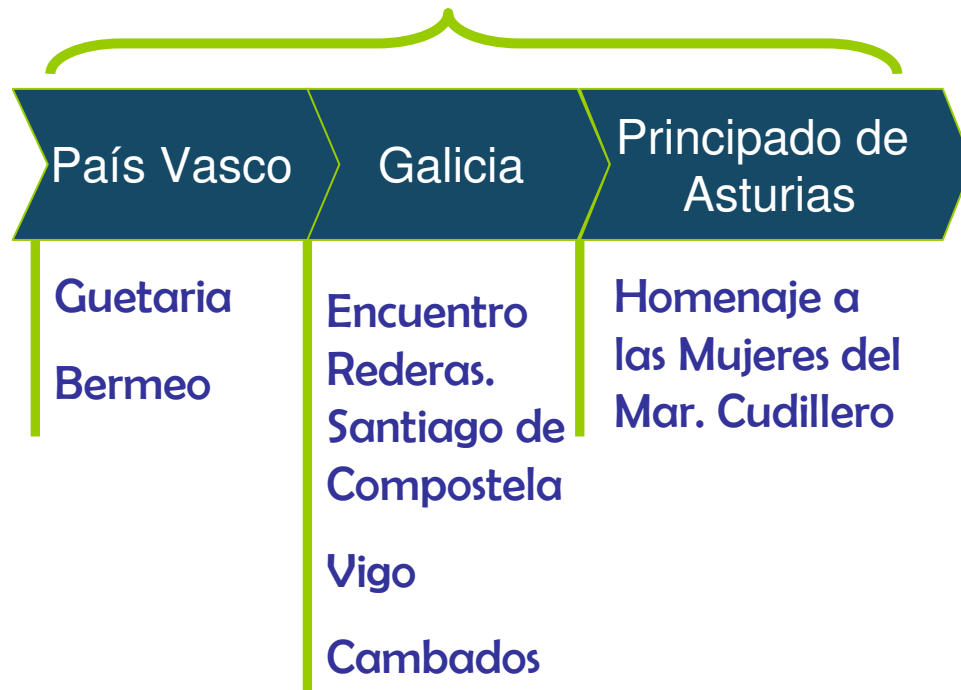 País Vasco
Galicia
Principado de
Asturias
Guetaria
Bermeo
Encuentro
Rederas.
Santiago de
Compostela
Vigo
Cambados
Homenaje a
las Mujeres del
Mar. Cudillero